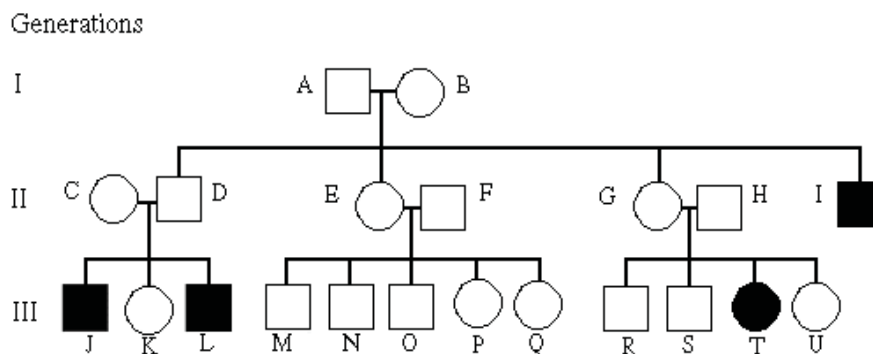 Generations
I A B
II C D E F G H I
III
J K L M N O P Q R S T U